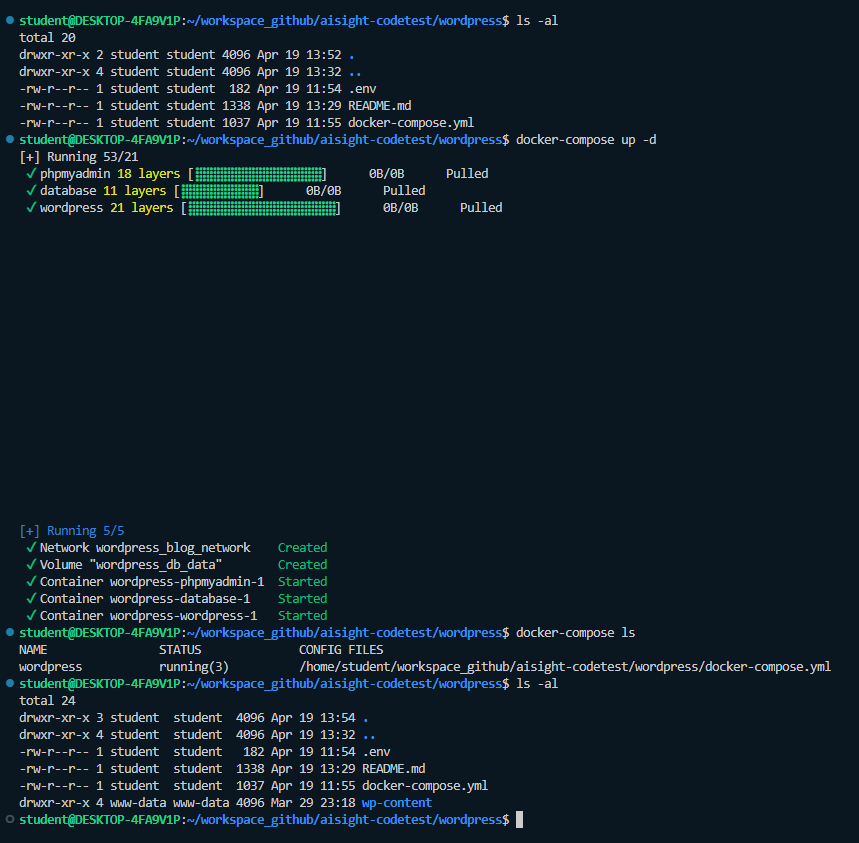 student@DESKTOP-4FA9V1P:~/workspace_github/aisight-codetest/wordpress$ ls -al
total 20
drwxr-xr-x 2 student student 4096 Apr 19 13:52 .
drwxr-xr-x 4 student student 4096 Apr 19 13:32 ..
-rw-r--r-- 1 student student  182 Apr 19 11:54 .env
-rw-r--r-- 1 student student 1338 Apr 19 13:29 README.md
-rw-r--r-- 1 student student 1037 Apr 19 11:55 docker-compose.yml
student@DESKTOP-4FA9V1P:~/workspace_github/aisight-codetest/wordpress$ docker-compose up -d
[+] Running 53/21
✓ phpmyadmin 18 layers [⣿⣿⣿⣿⣿⣿⣿⣿⣿⣿⣿⣿⣿⣿⣿⣿⣿⣿]      0B/0B      Pulled
✓ database 11 layers [⣿⣿⣿⣿⣿⣿⣿⣿⣿⣿⣿]      0B/0B      Pulled
✓ wordpress 21 layers [⣿⣿⣿⣿⣿⣿⣿⣿⣿⣿⣿⣿⣿⣿⣿⣿⣿⣿⣿⣿⣿]      0B/0B      Pulled
[+] Running 5/5
✓ Network wordpress_blog_network    Created
✓ Volume "wordpress_db_data"        Created
✓ Container wordpress-phpmyadmin-1  Started
✓ Container wordpress-database-1    Started
✓ Container wordpress-wordpress-1   Started
student@DESKTOP-4FA9V1P:~/workspace_github/aisight-codetest/wordpress$ docker-compose ls
NAME                STATUS              CONFIG FILES
wordpress           running(3)          /home/student/workspace_github/aisight-codetest/wordpress/docker-compose.yml
student@DESKTOP-4FA9V1P:~/workspace_github/aisight-codetest/wordpress$ ls -al
total 24
drwxr-xr-x 3 student  student  4096 Apr 19 13:54 .
drwxr-xr-x 4 student  student  4096 Apr 19 13:32 ..
-rw-r--r-- 1 student  student   182 Apr 19 11:54 .env
-rw-r--r-- 1 student  student  1338 Apr 19 13:29 README.md
-rw-r--r-- 1 student  student  1037 Apr 19 11:55 docker-compose.yml
drwxr-xr-x 4 www-data www-data 4096 Mar 29 23:18 wp-content
student@DESKTOP-4FA9V1P:~/workspace_github/aisight-codetest/wordpress$